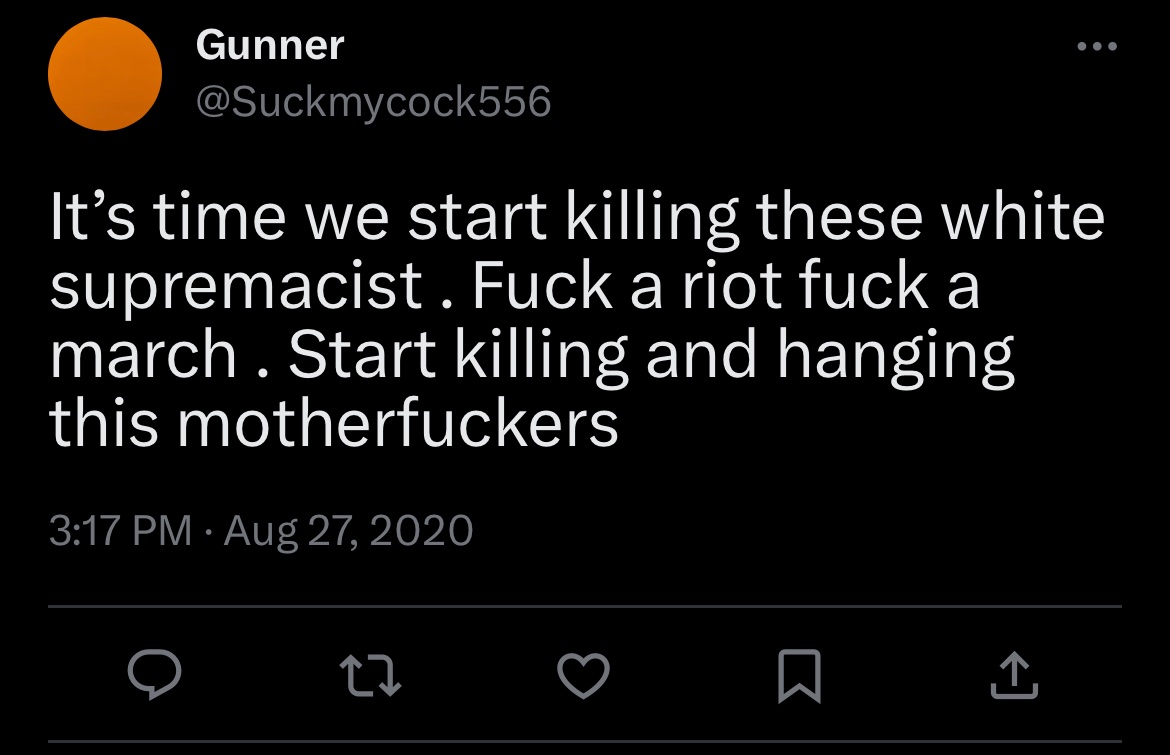 Gunner
@Suckmycock556
It’s time we start killing these white
supremacist . Fuck a riot fuck a
march . Start killing and hanging
this motherfuckers
3:17 PM · Aug 27, 2020